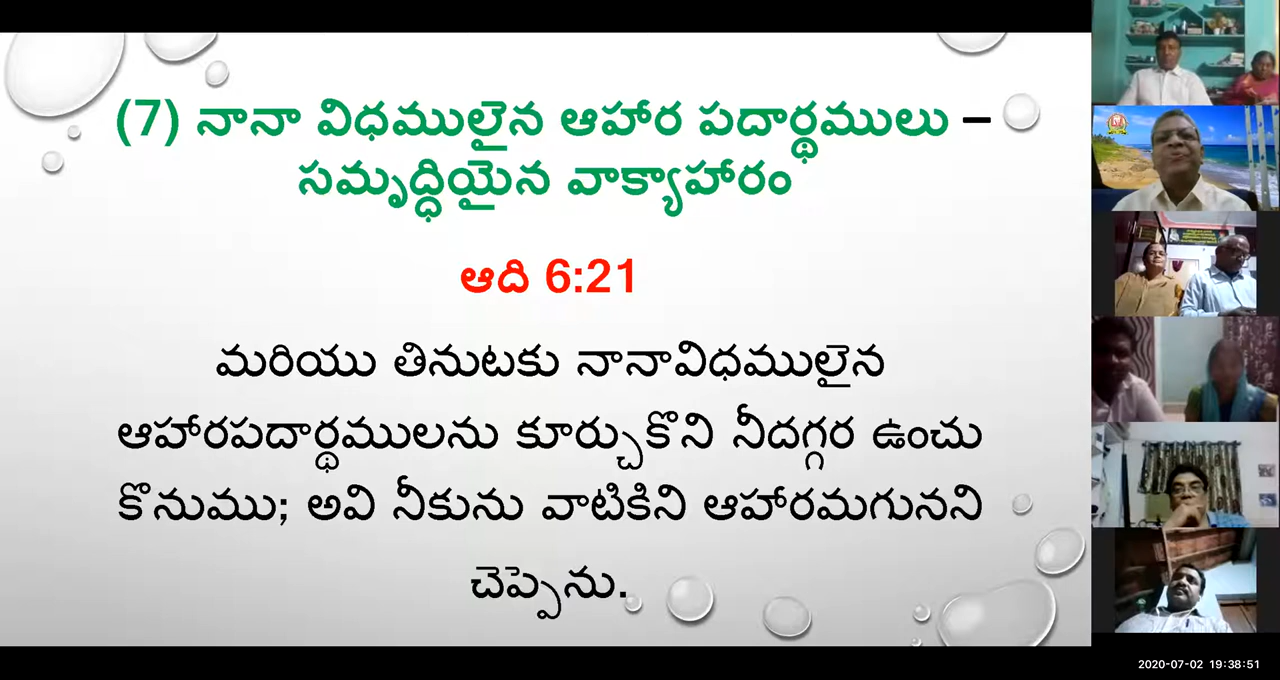 (7) నానా విధములైన ఆహార పదార్థములు –
సమృద్ధియైన వాక్యాహారం
ఆది 6:21
మరియు తినుటకు నానావిధములైన
ఆహారపదార్థములను కూర్చుకొని నీదగ్గర ఉంచు
కొనుము; అవి నీకును వాటికిని ఆహారమగునని
చెప్పెను.
2020-07-02 19:38:51